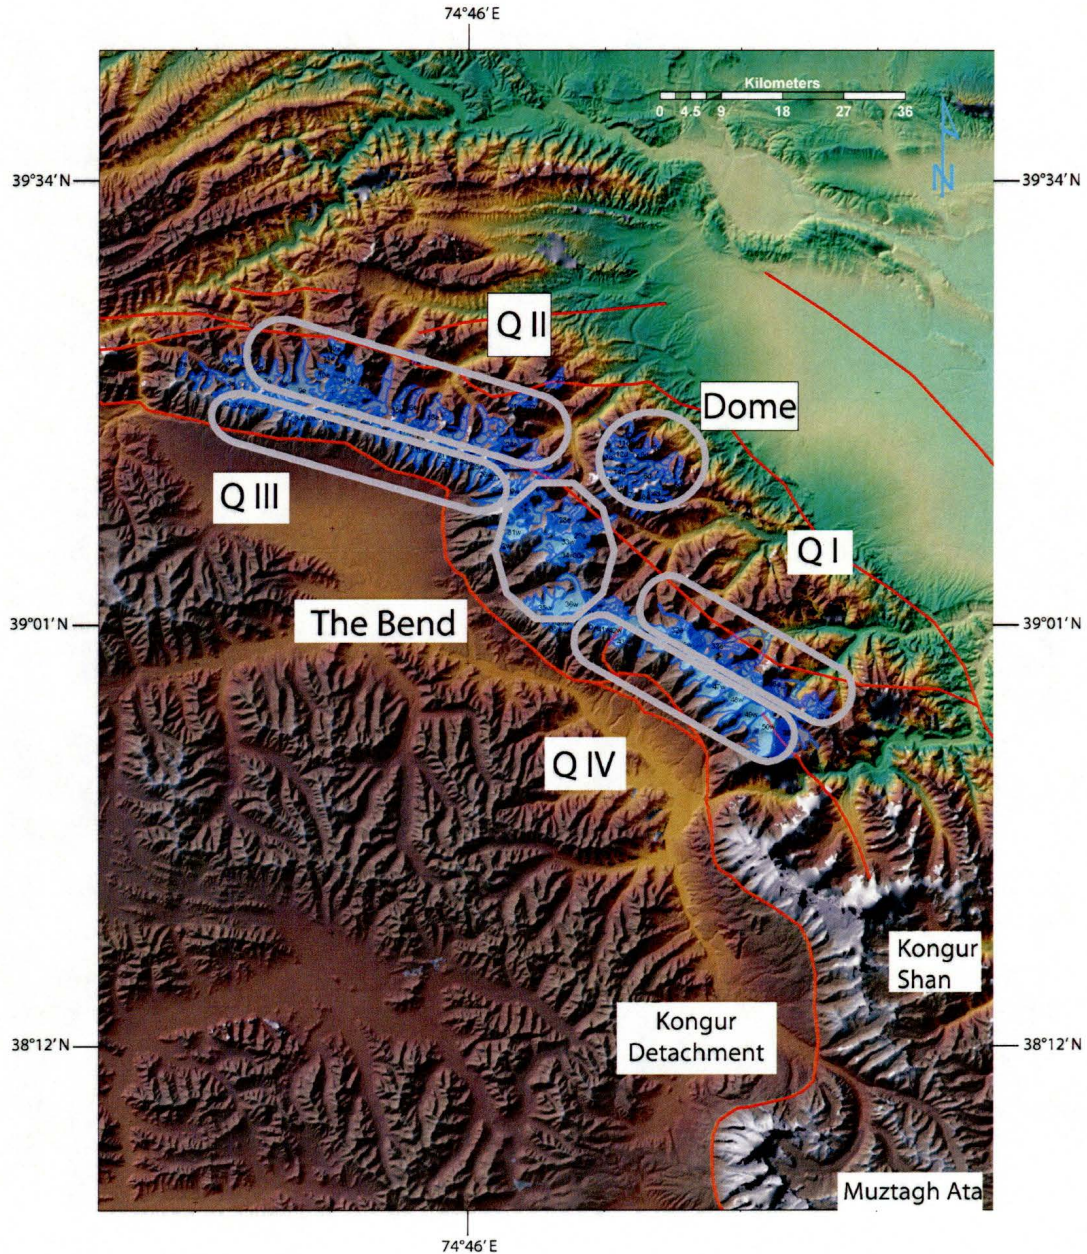 74°46' E
Kilometers
0 4.5 9 18 27 36
N
39°34' N
39°34' N
Q II
Dome
Q III
Q I
The Bend
39°01' N
39°01' N
Q IV
Kongur
Shan
Kongur
Detachment
38°12' N
38°12' N
Muztagh Ata
74°46' E